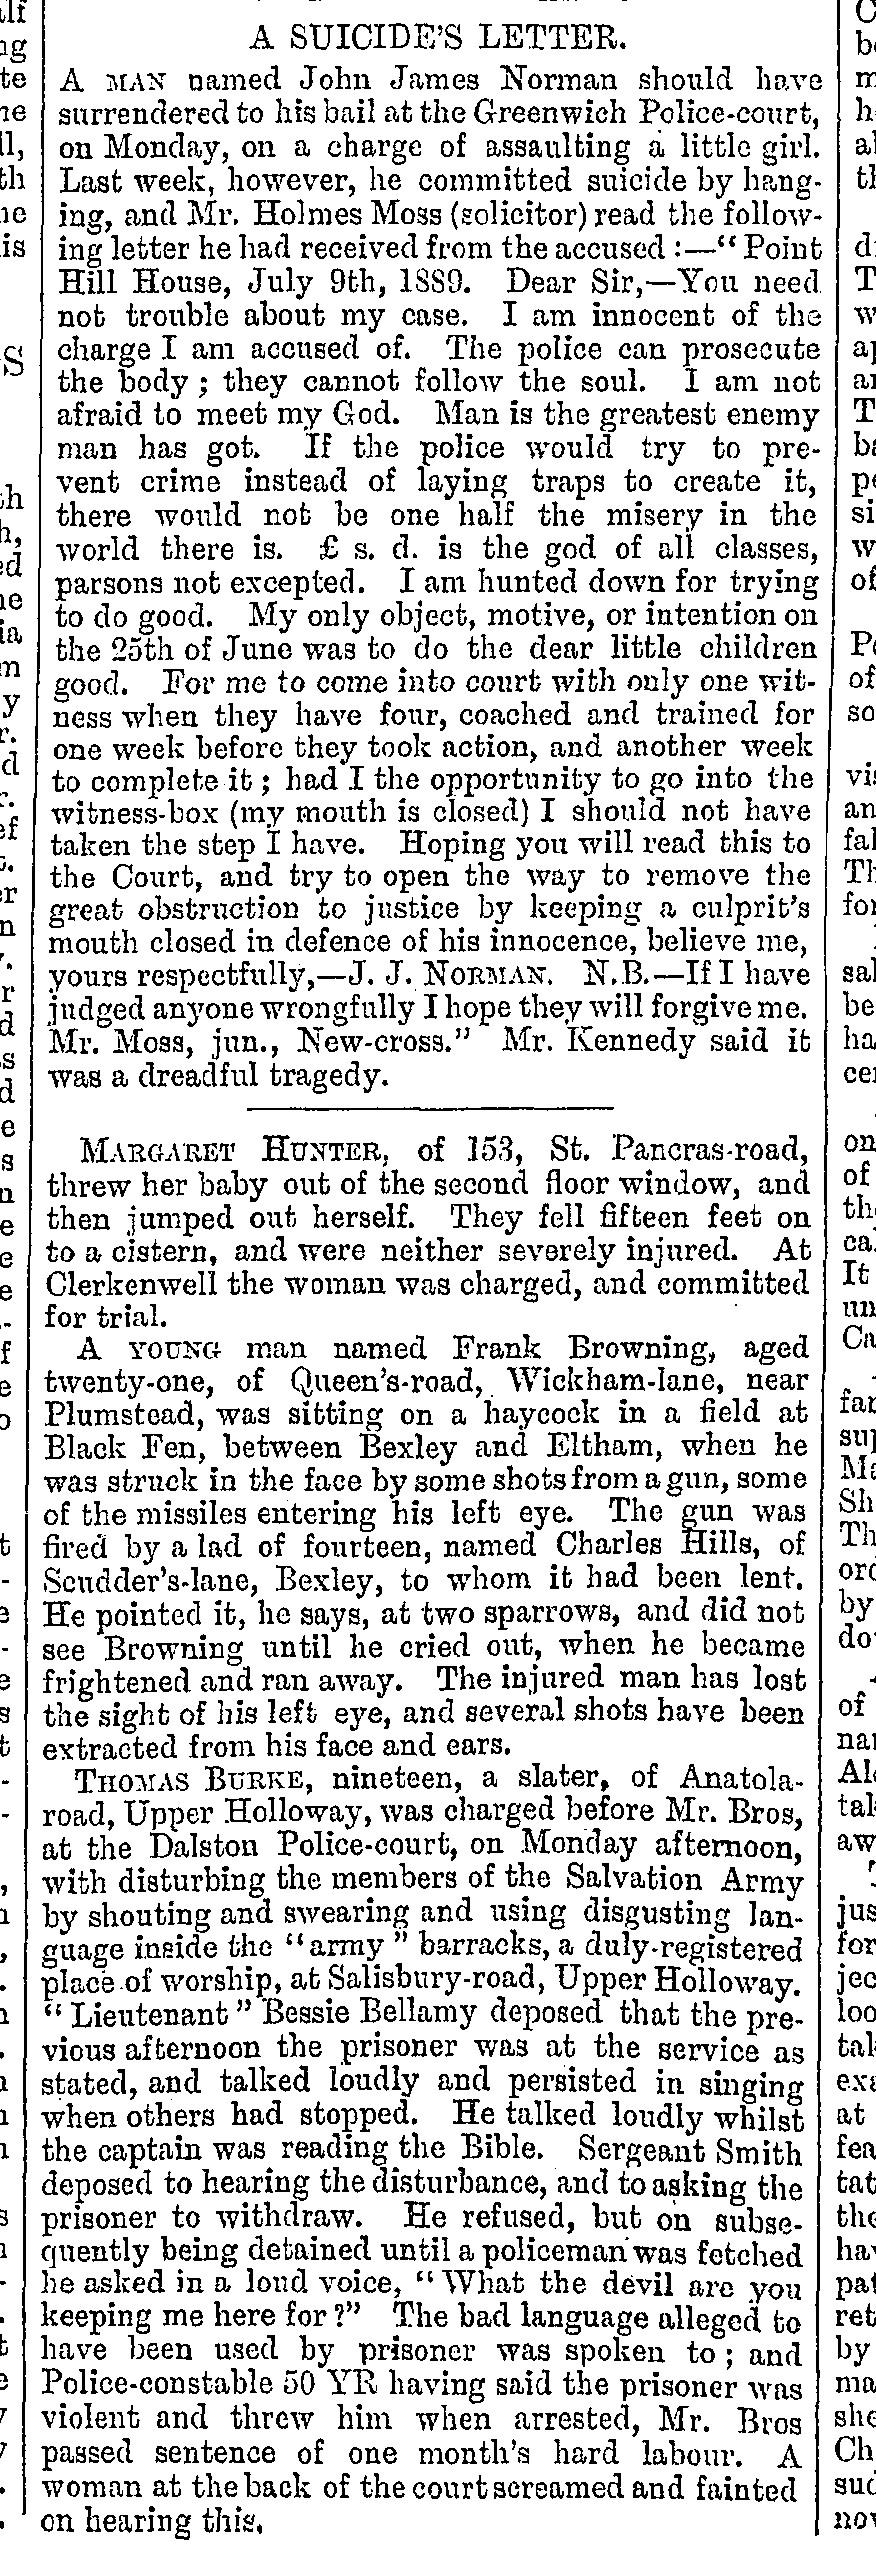 A SUICIDE'S LETTER.
A MAN named John James Norman should have
surrendered to his bail at the Greenwich Police-court,
on Monday, on a charge of assaulting a little girl.
Last week, however, he committed suicide by hang-
ing, and Mr. Holmes Moss (solicitor) read the follow-
ing letter he had received from the accused :—“ Point
Hill House, July 9th, 1889. Dear Sir,—You need
not trouble about my case. I am innocent of the
charge I am accused of. The police can prosecute
the body ; they cannot follow the soul. I am not
afraid to meet my God. Man is the greatest enemy
man has got. If the police would try to pre-
vent crime instead of laying traps to create it,
there would not be one half the misery in the
world there is. £ s. d. is the god of all classes,
parsons not excepted. I am hunted down for trying
to do good. My only object, motive, or intention on
the 25th of June was to do the dear little children
good. For me to come into court with only one wit-
ness when they have four, coached and trained for
one week before they took action, and another week
to complete it ; had I the opportunity to go into the
witness-box (my mouth is closed) I should not have
taken the step I have. Hoping you will read this to
the Court, and try to open the way to remove the
great obstruction to justice by keeping a culprit's
mouth closed in defence of his innocence, believe me,
yours respectfully,—J. J. NORMAN. N.B.—If I have
judged anyone wrongfully I hope they will forgive me.
Mr. Moss, jun., New-cross.” Mr. Kennedy said it
was a dreadful tragedy.
MARGARET HUNTER, of 153, St. Pancras-road,
threw her baby out of the second floor window, and
then jumped out herself. They fell fifteen feet on
to a cistern, and were neither severely injured. At
Clerkenwell the woman was charged, and committed
for trial.
A YOUNG man named Frank Browning, aged
twenty-one, of Queen's-road, Wickham-lane, near
Plumstead, was sitting on a haycock in a field at
Black Fen, between Bexley and Eltham, when he
was struck in the face by some shots from a gun, some
of the missiles entering his left eye. The gun was
fired by a lad of fourteen, named Charles Hills, of
Scudder's-lane, Bexley, to whom it had been lent.
He pointed it, he says, at two sparrows, and did not
see Browning until he cried out, when he became
frightened and ran away. The injured man has lost
the sight of his left eye, and several shots have been
extracted from his face and ears.
THOMAS BURKE, nineteen, a slater, of Anatola-
road, Upper Holloway, was charged before Mr. Bros,
at the Dalston Police-court, on Monday afternoon,
with disturbing the members of the Salvation Army
by shouting and swearing and using disgusting lan-
guage inside the “army ” barracks, a duly-registered
place of worship, at Salisbury-road, Upper Holloway.
“ Lieutenant ” Bessie Bellamy deposed that the pre-
vious afternoon the prisoner was at the service as
stated, and talked loudly and persisted in singing
when others had stopped. He talked loudly whilst
the captain was reading the Bible. Sergeant Smith
deposed to hearing the disturbance, and to asking the
prisoner to withdraw. He refused, but on subse-
quently being detained until a policeman was fetched
he asked in a loud voice, “ What the devil are you
keeping me here for ?” The bad language alleged to
have been used by prisoner was spoken to ; and
Police-constable 50 YR having said the prisoner was
violent and threw him when arrested, Mr. Bros
passed sentence of one month's hard labour. A
woman at the back of the court screamed and fainted
on hearing this.